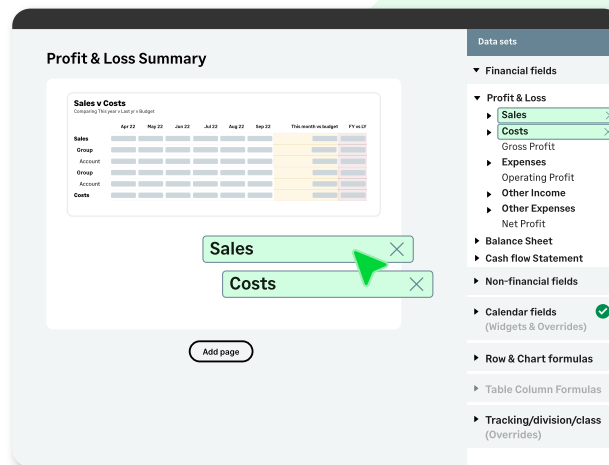 Profit & Loss Summary
Sales v Costs
Comparing This year v Last yr v Budget
Apr 22 May 22 Jun 22 Jul 22 Aug 22 Sep 22 This month vs budget FY vs LY
Sales
Group
Account
Group
Account
Costs
Sales
Costs
Add page
Data sets
Financial fields
Profit & Loss
Sales
Costs
Gross Profit
Expenses
Operating Profit
Other Income
Other Expenses
Net Profit
Balance Sheet
Cash flow Statement
Non-financial fields
Calendar fields
(Widgets & Overrides)
Row & Chart formulas
Table Column Formulas
Tracking/division/class
(Overrides)